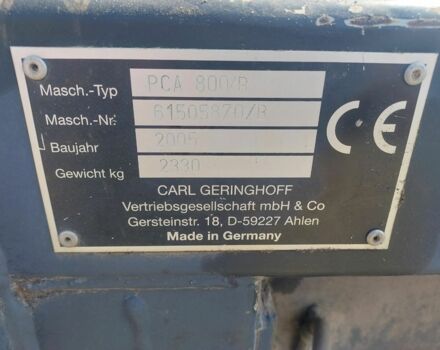 Masch.-Typ PCA 800/B
Masch.-Nr. 61505870/B
Baujahr 2005
Gewicht kg 2330
CE
CARL GERINGHOFF
Vertriebsgesellschaft mbH & Co
Gersteinstr. 18, D-59227 Ahlen
Made in Germany